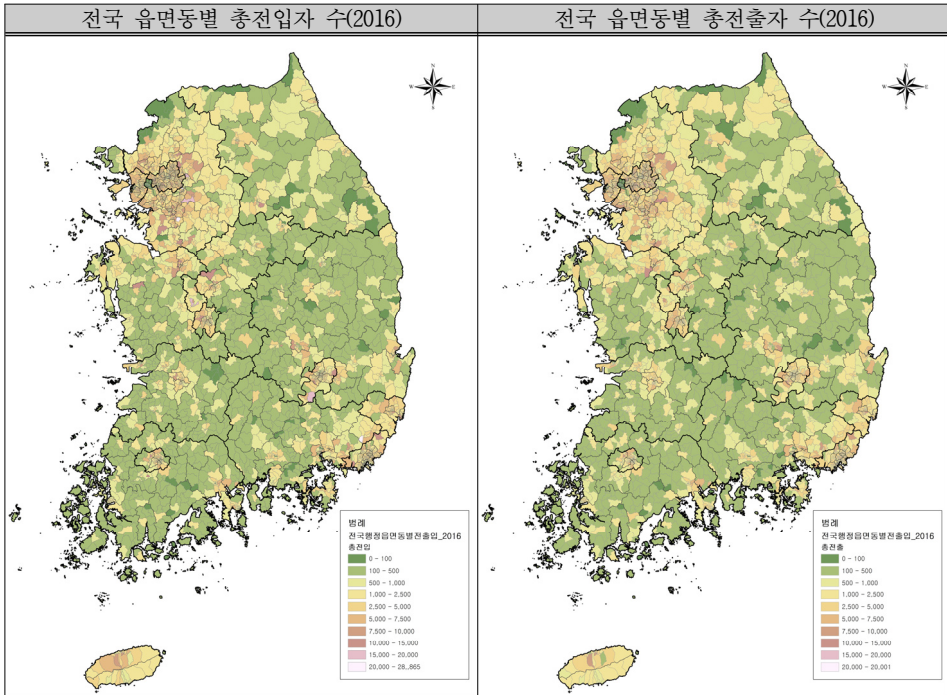 전국 읍면동별 총전입자 수(2016)
전국 읍면동별 총전출자 수(2016)
N
W
E
S
범례
전국행정읍면동별전출입_2016
총전입
0 - 100
100 - 500
500 - 1,000
1,000 - 2,500
2,500 - 5,000
5,000 - 7,500
7,500 - 10,000
10,000 - 15,000
15,000 - 20,000
20,000 - 28,,865
N
W
E
S
범례
전국행정읍면동별전출입_2016
총전출
0 - 100
100 - 500
500 - 1,000
1,000 - 2,500
2,500 - 5,000
5,000 - 7,500
7,500 - 10,000
10,000 - 15,000
15,000 - 20,000
20,000 - 20,001